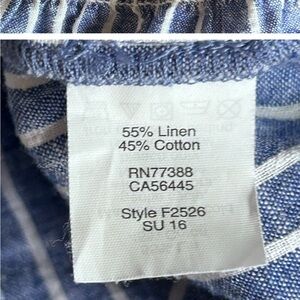 55% Linen
45% Cotton
RN77388
CA56445
Style F2526
SU 16